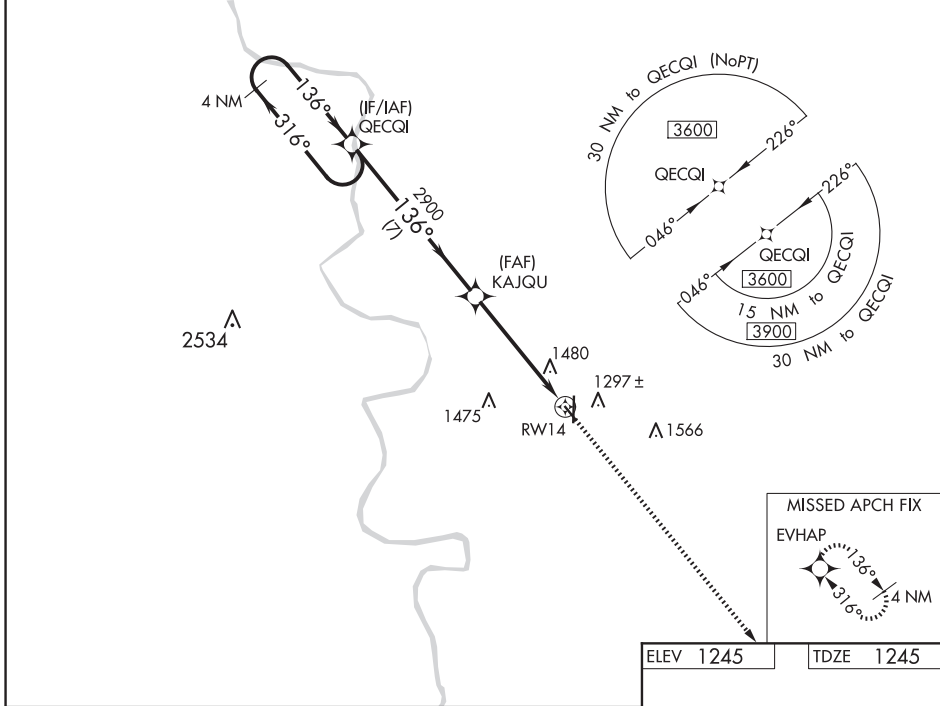 4 NM
136°
316°
(IF/IAF)
QECQI
2900
136°
(7)
(FAF)
KAJQU
2534
1480
1475
1297 ±
RW14
1566
30 NM to QECQI (NoPT)
3600
226°
QECQI
046°
226°
QECQI
046°
3600
15 NM to QECQI
3900
30 NM to QECQI
MISSED APCH FIX
EVHAP
136°
316°
4 NM
ELEV 1245
TDZE 1245